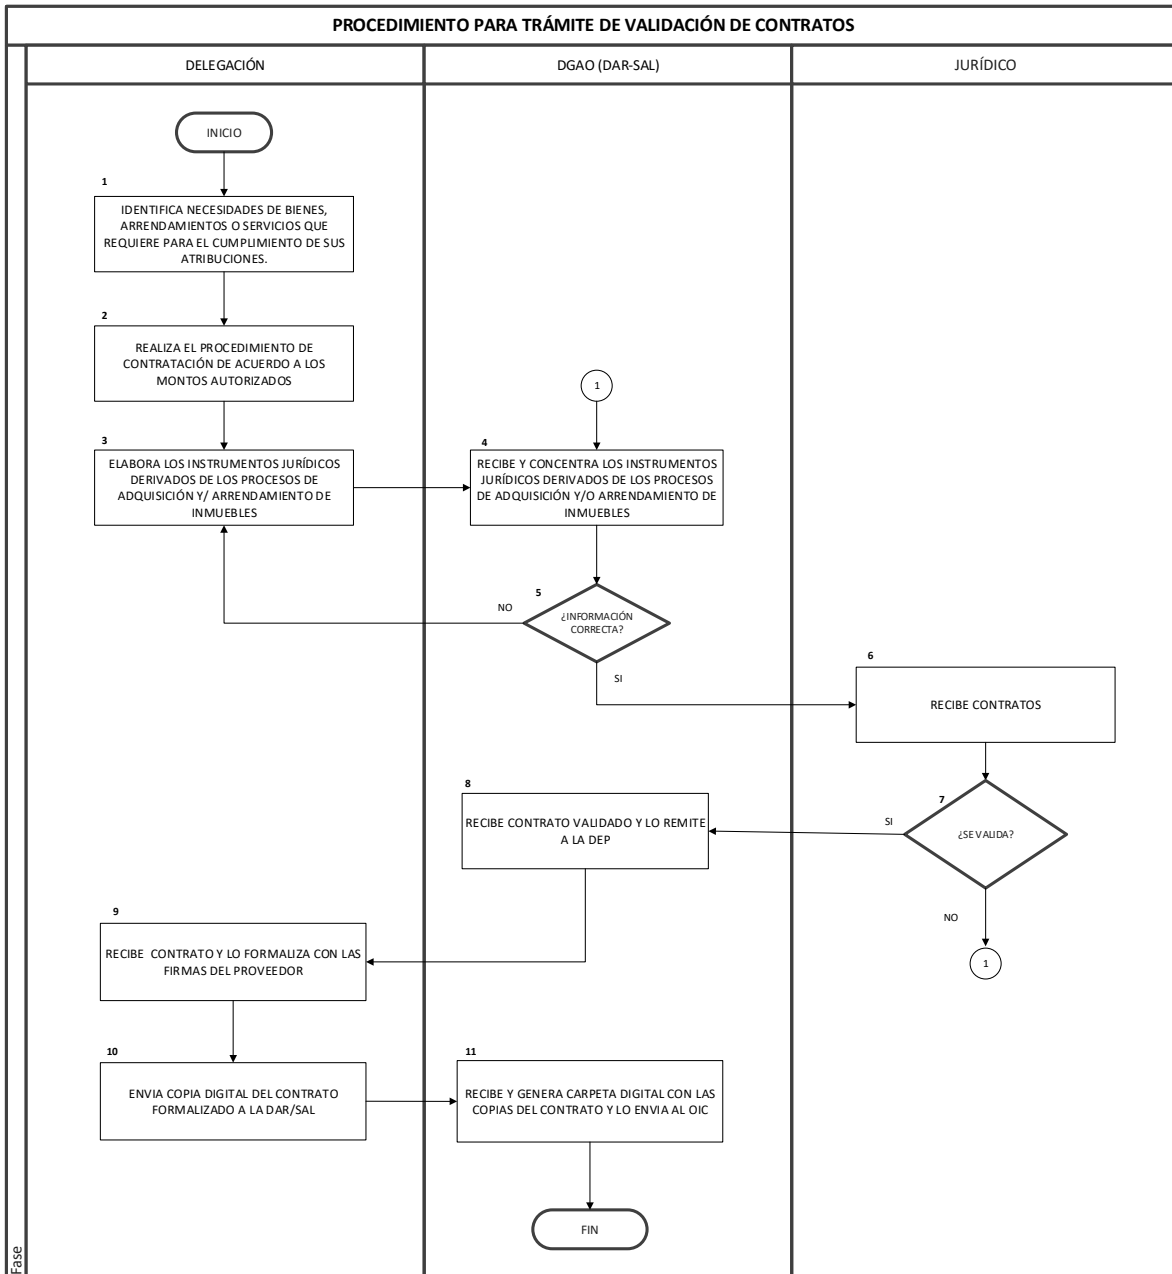 PROCEDIMIENTO PARA TRÁMITE DE VALIDACIÓN DE CONTRATOS
DELEGACIÓN
DGAO (DAR-SAL)
JURÍDICO
INICIO
1
IDENTIFICA NECESIDADES DE BIENES,
ARRENDAMIENTOS O SERVICIOS QUE
REQUIERE PARA EL CUMPLIMIENTO DE SUS
ATRIBUCIONES.
2
REALIZA EL PROCEDIMIENTO DE
CONTRATACIÓN DE ACUERDO A LOS
MONTOS AUTORIZADOS
1
3
ELABORA LOS INSTRUMENTOS JURÍDICOS
DERIVADOS DE LOS PROCESOS DE
ADQUISICIÓN Y/ ARRENDAMIENTO DE
INMUEBLES
4
RECIBE Y CONCENTRA LOS INSTRUMENTOS
JURÍDICOS DERIVADOS DE LOS PROCESOS
DE ADQUISICIÓN Y/O ARRENDAMIENTO DE
INMUEBLES
5
¿INFORMACIÓN
CORRECTA?
NO
SI
6
RECIBE CONTRATOS
7
¿SE VALIDA?
SI
NO
1
8
RECIBE CONTRATO VALIDADO Y LO REMITE
A LA DEP
9
RECIBE CONTRATO Y LO FORMALIZA CON LAS
FIRMAS DEL PROVEEDOR
10
ENVIA COPIA DIGITAL DEL CONTRATO
FORMALIZADO A LA DAR/SAL
11
RECIBE Y GENERA CARPETA DIGITAL CON LAS
COPIAS DEL CONTRATO Y LO ENVIA AL OIC
FIN
Fase